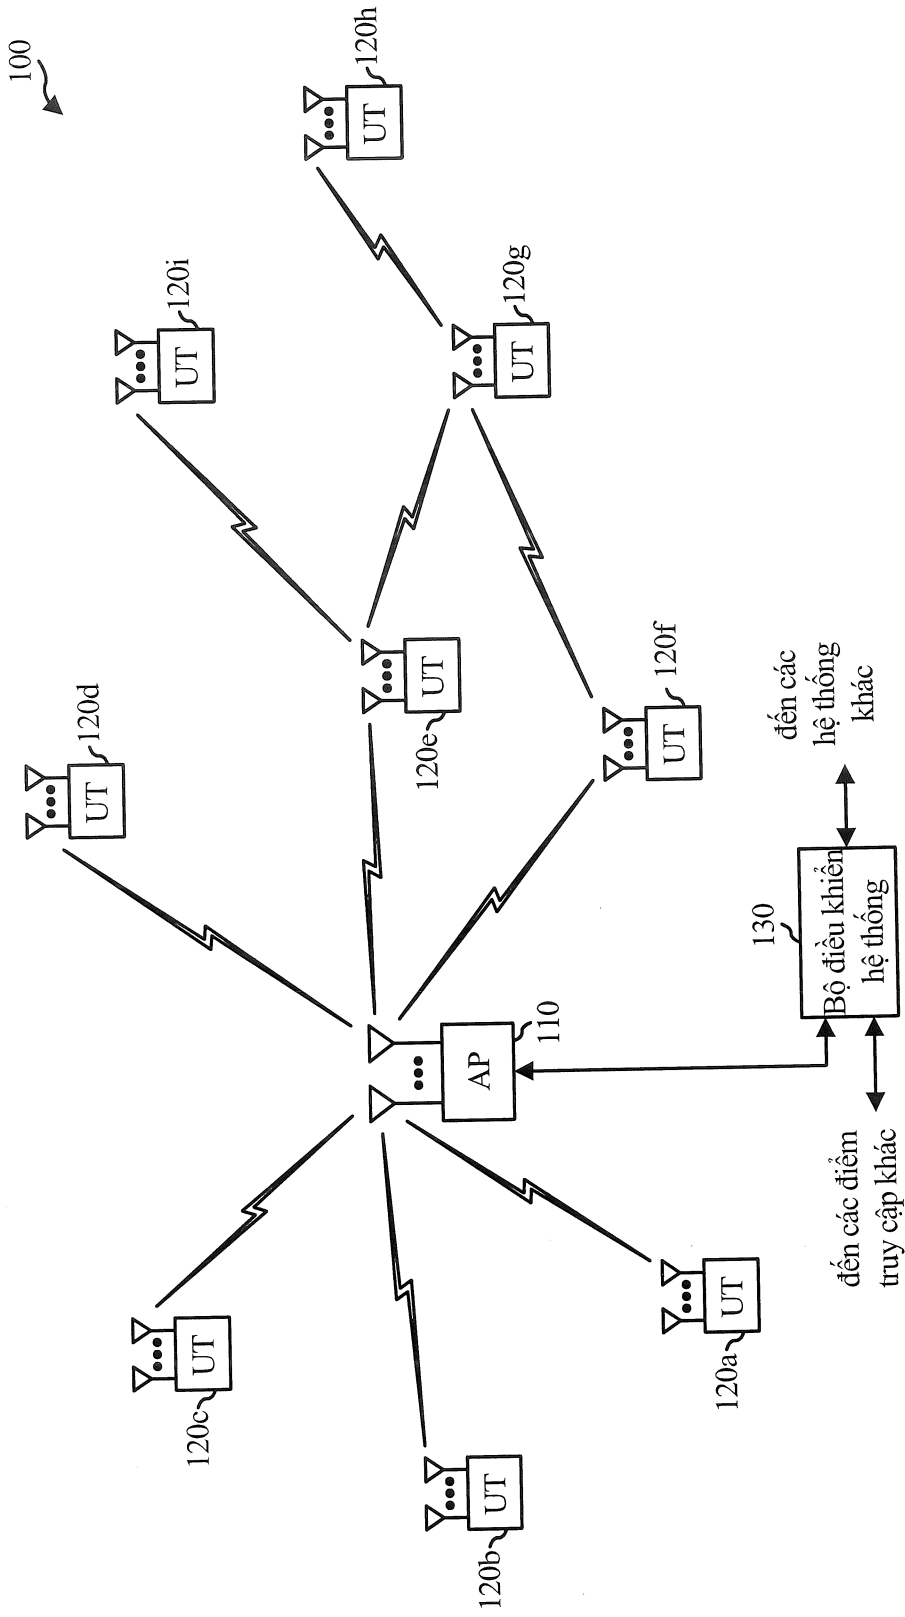 100
120c
UT
120d
UT
120i
UT
120h
UT
120b
UT
AP
110
120e
UT
120g
UT
120a
UT
120f
UT
130
Bộ điều khiển
hệ thống
đến các
hệ thống
khác
đến các điểm
truy cập khác